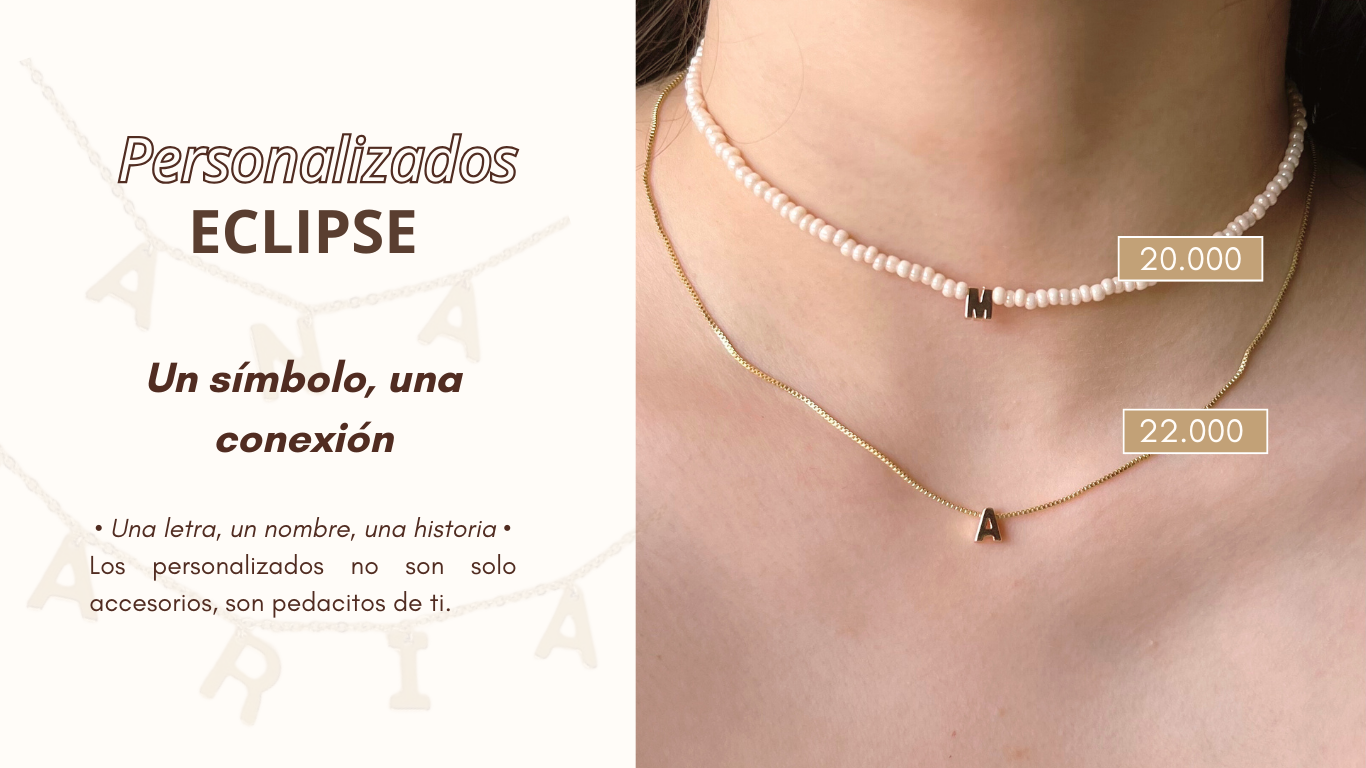 Personalizados
ECLIPSE
Un símbolo, una
conexión
• Una letra, un nombre, una historia •
Los personalizados no son solo
accesorios, son pedacitos de ti.
A N A
A R I A
20.000
M
22.000
A